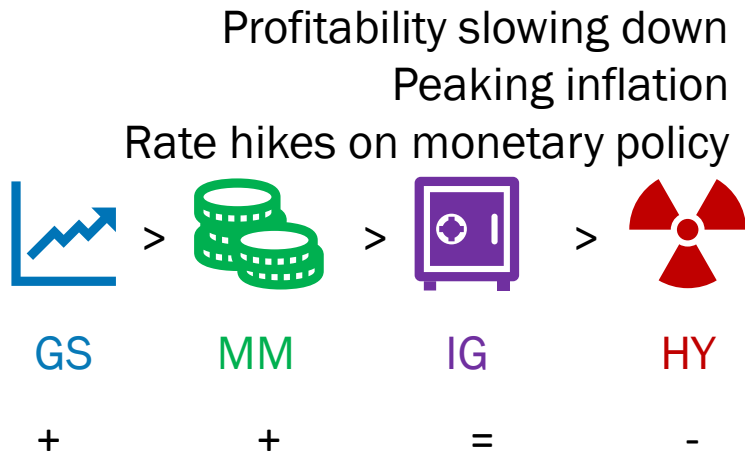 Profitability slowing down
Peaking inflation
Rate hikes on monetary policy
> > >
GS MM IG HY
+ + = -